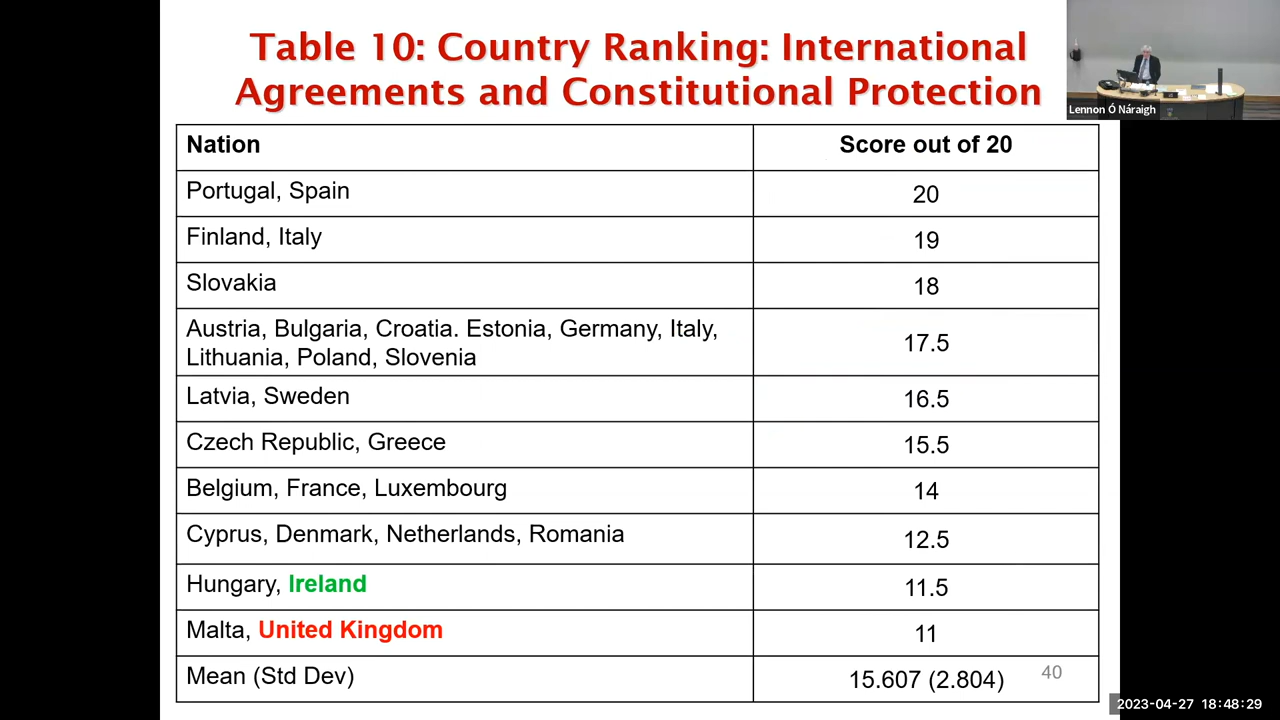 Table 10: Country Ranking: International
Agreements and Constitutional Protection
Lennon Ó Náraigh
Nation Score out of 20
Portugal, Spain 20
Finland, Italy 19
Slovakia 18
Austria, Bulgaria, Croatia. Estonia, Germany, Italy,
Lithuania, Poland, Slovenia 17.5
Latvia, Sweden 16.5
Czech Republic, Greece 15.5
Belgium, France, Luxembourg 14
Cyprus, Denmark, Netherlands, Romania 12.5
Hungary, Ireland 11.5
Malta, United Kingdom 11
Mean (Std Dev) 15.607 (2.804)
40
2023-04-27 18:48:29